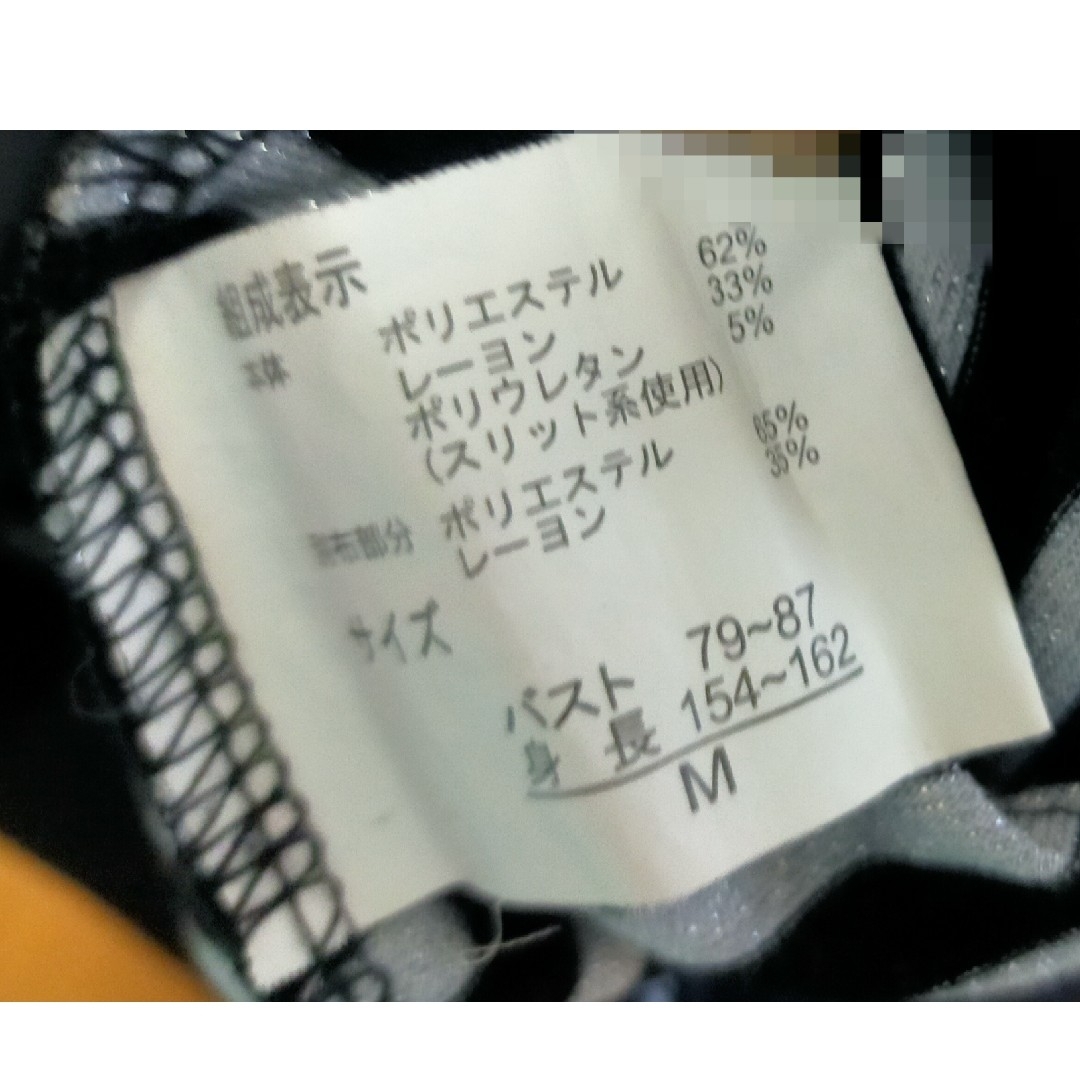 組成表示
本体 ポリエステル 62%
レーヨン 33%
ポリウレタン 5%
(スリット系使用)
布部分 ポリエステル 65%
レーヨン 35%
サイズ
バスト 79~87
身長 154~162
M